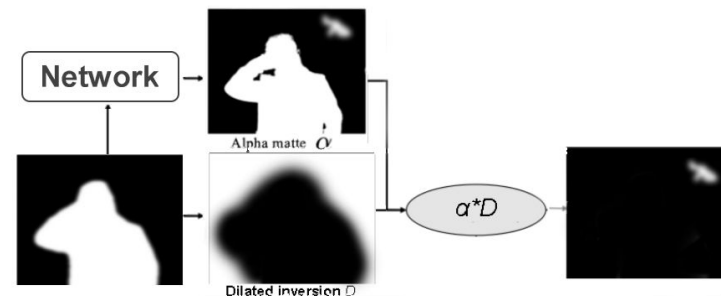 Network
Alpha matte α
α*D
Dilated inversion D